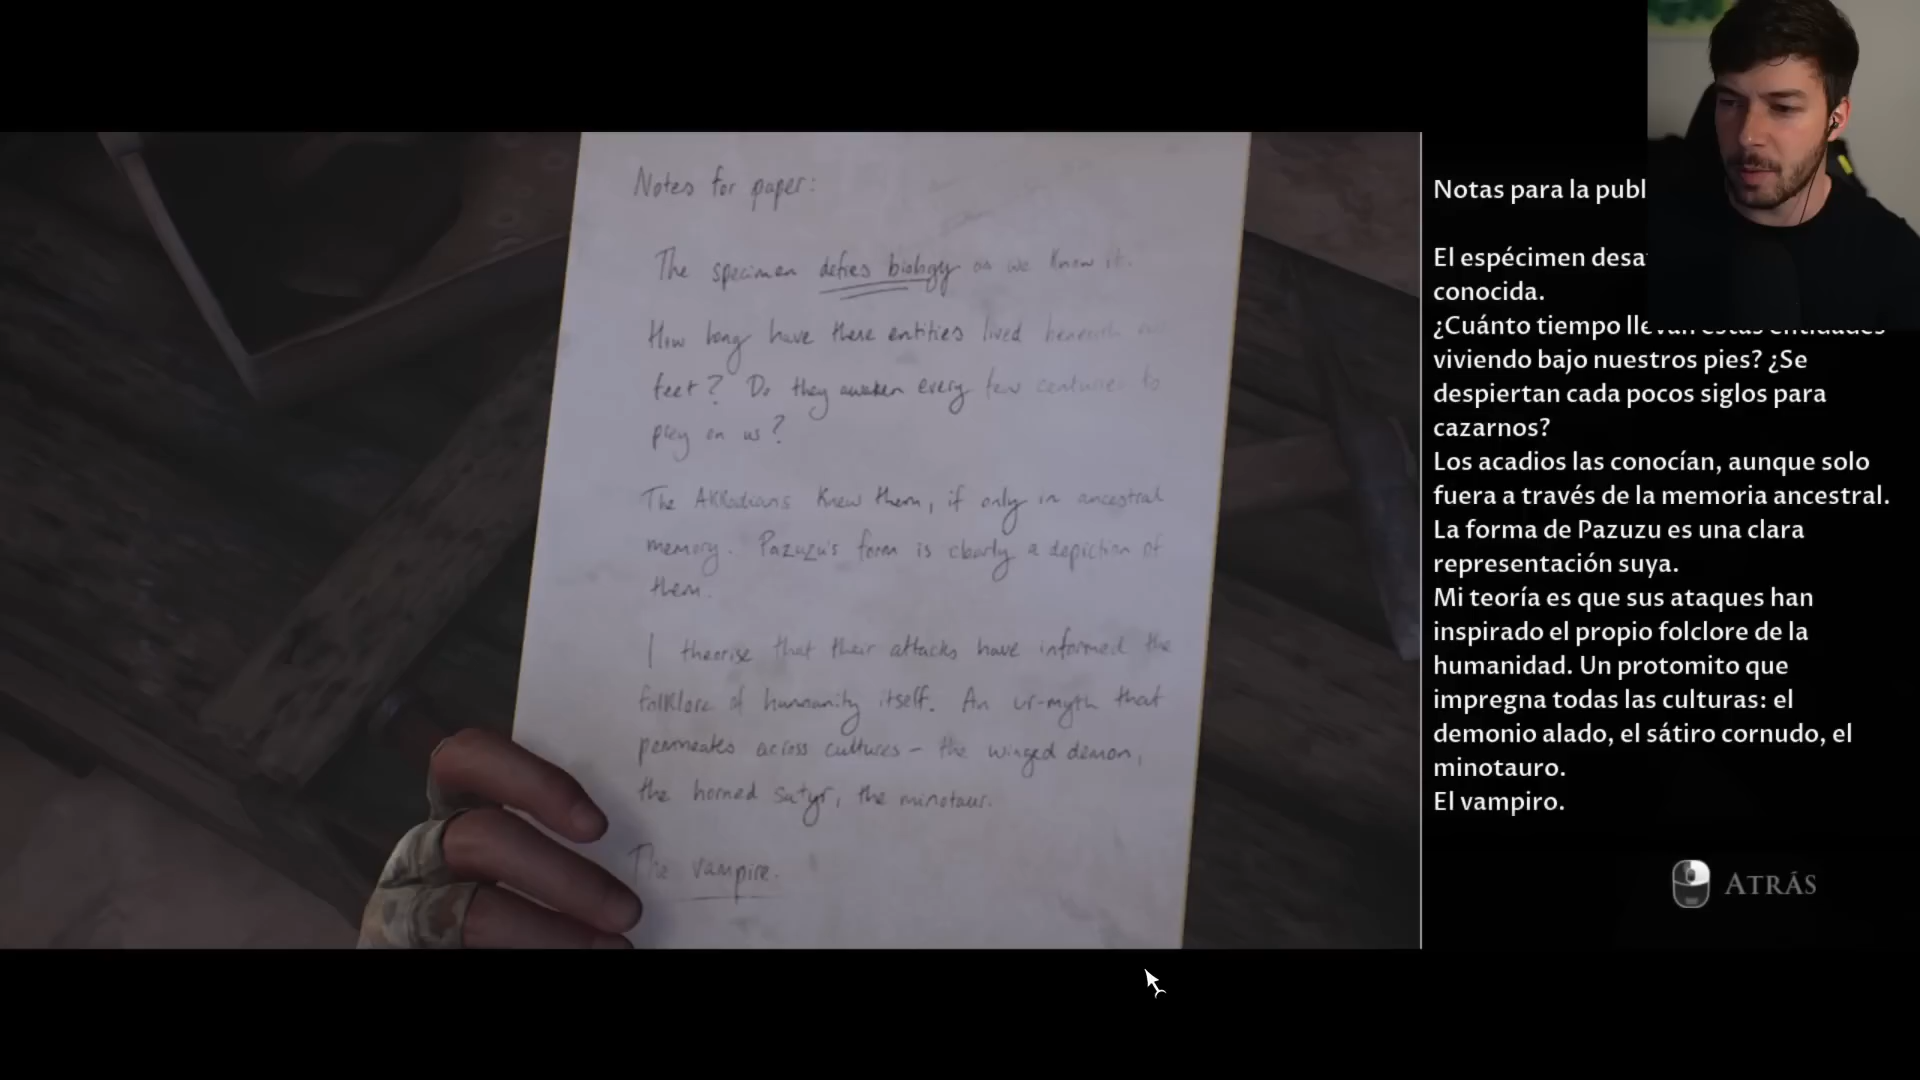 Notes for paper:
The specimen defies biology as we know it.
How long have these entities lived beneath our
feet? Do they awaken every few centuries to
prey on us?
The Akkadians knew them, if only in ancestral
memory. Pazuzu's form is clearly a depiction of
them.
I theorise that their attacks have informed the
folklore of humanity itself. An ur-myth that
permeates across cultures – the winged demon,
the horned satyr, the minotaur.
The vampire.
Notas para la publ
El espécimen desa
conocida.
¿Cuánto tiempo llevan estas entidades
viviendo bajo nuestros pies? ¿Se
despiertan cada pocos siglos para
cazarnos?
Los acadios las conocían, aunque solo
fuera a través de la memoria ancestral.
La forma de Pazuzu es una clara
representación suya.
Mi teoría es que sus ataques han
inspirado el propio folclore de la
humanidad. Un protomito que
impregna todas las culturas: el
demonio alado, el sátiro cornudo, el
minotauro.
El vampiro.
ATRÁS